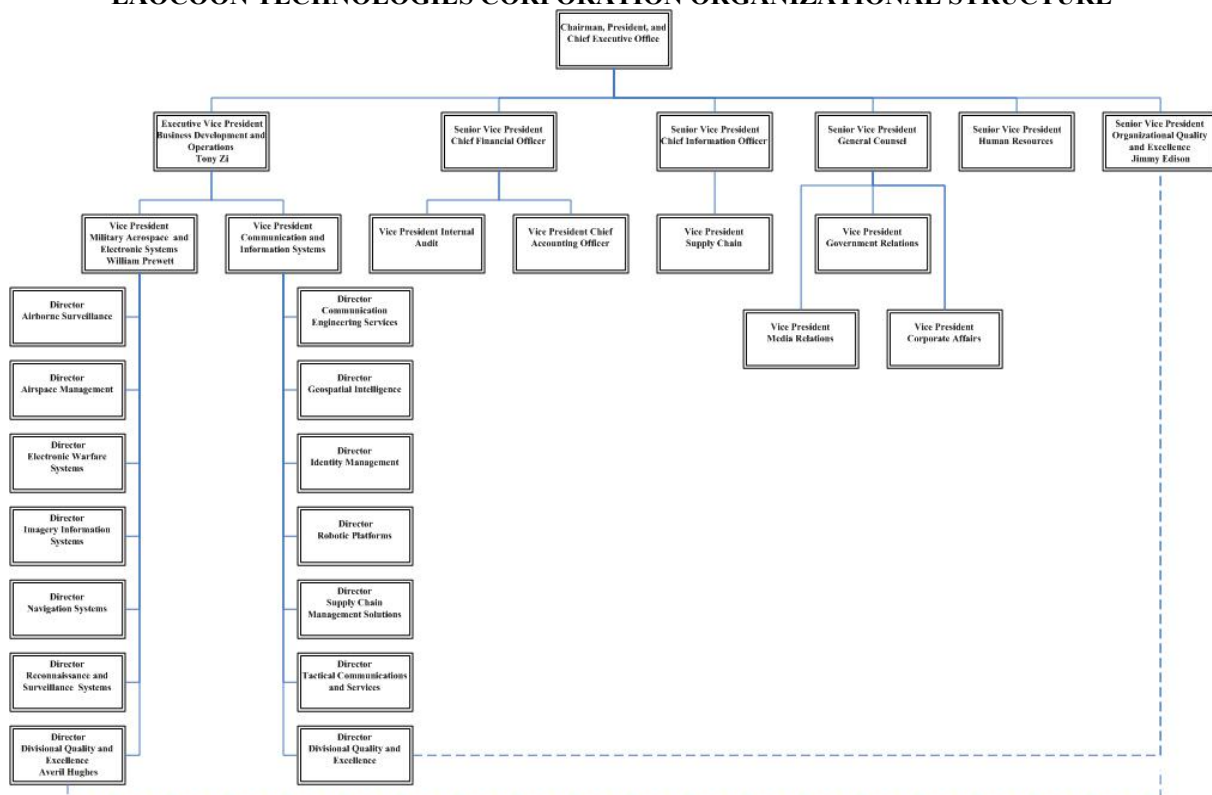 LAOCOON TECHNOLOGIES CORPORATION ORGANIZATIONAL STRUCTURE
Chairman, President, and
Chief Executive Office
Executive Vice President
Business Development and
Operations
Tony Zi
Senior Vice President
Chief Financial Officer
Senior Vice President
Chief Information Officer
Senior Vice President
General Counsel
Senior Vice President
Human Resources
Senior Vice President
Organizational Quality
and Excellence
Jimmy Edison
Vice President
Military Aerospace and
Electronic Systems
William Prewett
Vice President
Communication and
Information Systems
Vice President Internal
Audit
Vice President Chief
Accounting Officer
Vice President
Supply Chain
Vice President
Government Relations
Vice President
Media Relations
Vice President
Corporate Affairs
Director
Airborne Surveillance
Director
Communication
Engineering Services
Director
Airspace Management
Director
Geospatial Intelligence
Director
Electronic Warfare
Systems
Director
Identity Management
Director
Imagery Information
Systems
Director
Robotic Platforms
Director
Navigation Systems
Director
Supply Chain
Management Solutions
Director
Reconnaissance and
Surveillance Systems
Director
Tactical Communications
and Services
Director
Divisional Quality and
Excellence
Averil Hughes
Director
Divisional Quality and
Excellence